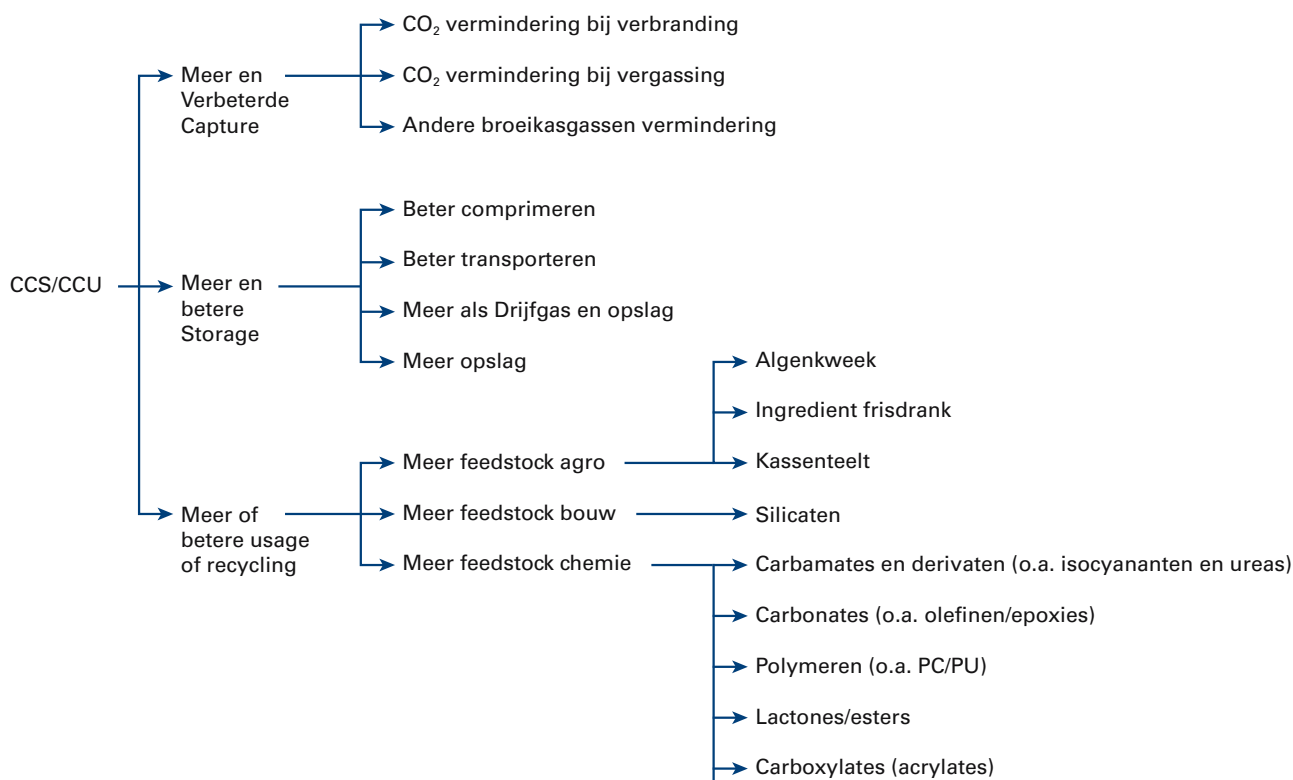 CCS/CCU
Meer en
Verbeterde
Capture
CO₂ vermindering bij verbranding
CO₂ vermindering bij vergassing
Andere broeikasgassen vermindering
Meer en
betere
Storage
Beter comprimeren
Beter transporteren
Meer als Drijfgas en opslag
Meer opslag
Meer of
betere usage
of recycling
Meer feedstock agro
Algenkweek
Ingredient frisdrank
Kassenteelt
Meer feedstock bouw
Silicaten
Meer feedstock chemie
Carbamates en derivaten (o.a. isocyananten en ureas)
Carbonates (o.a. olefinen/epoxies)
Polymeren (o.a. PC/PU)
Lactones/esters
Carboxylates (acrylates)